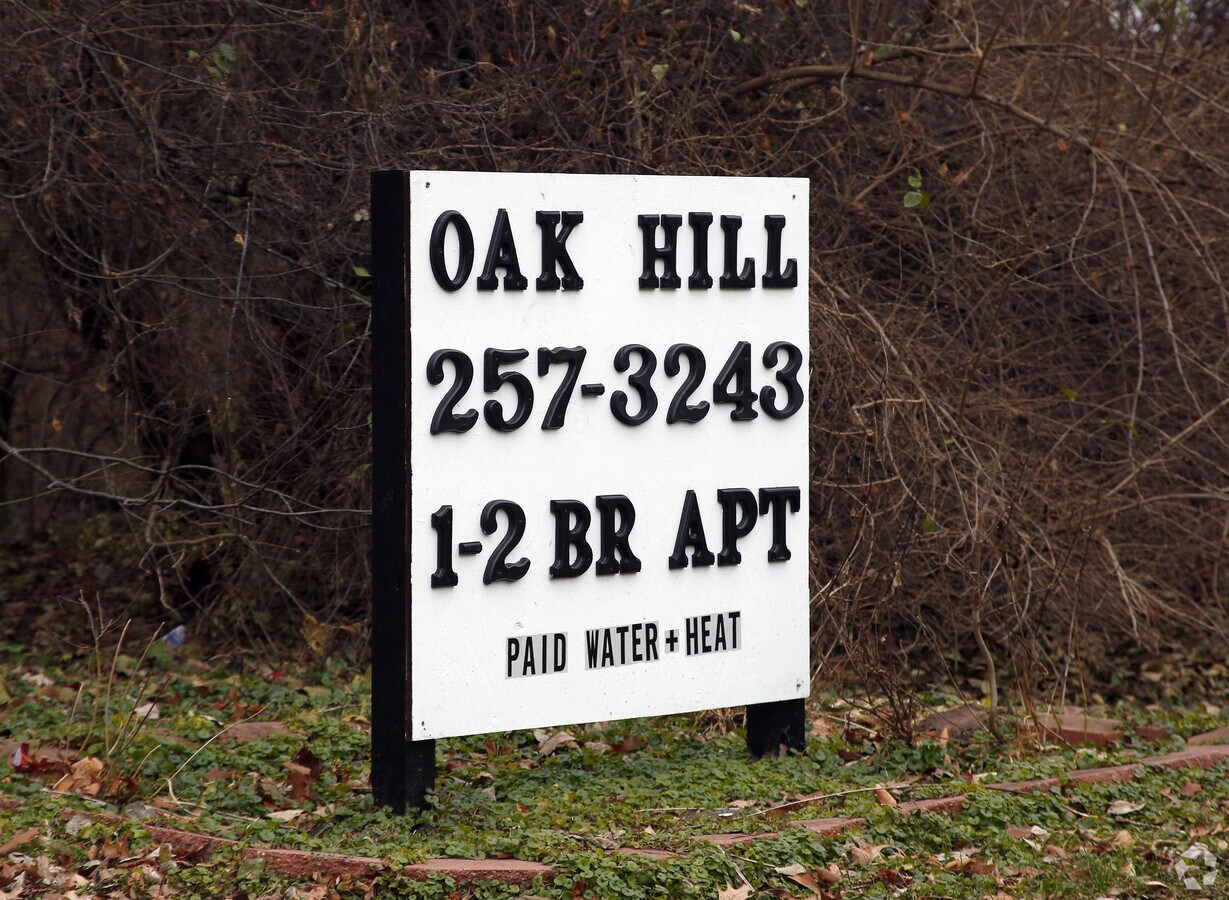 OAK HILL
257-3243
1-2 BR APT
PAID WATER + HEAT